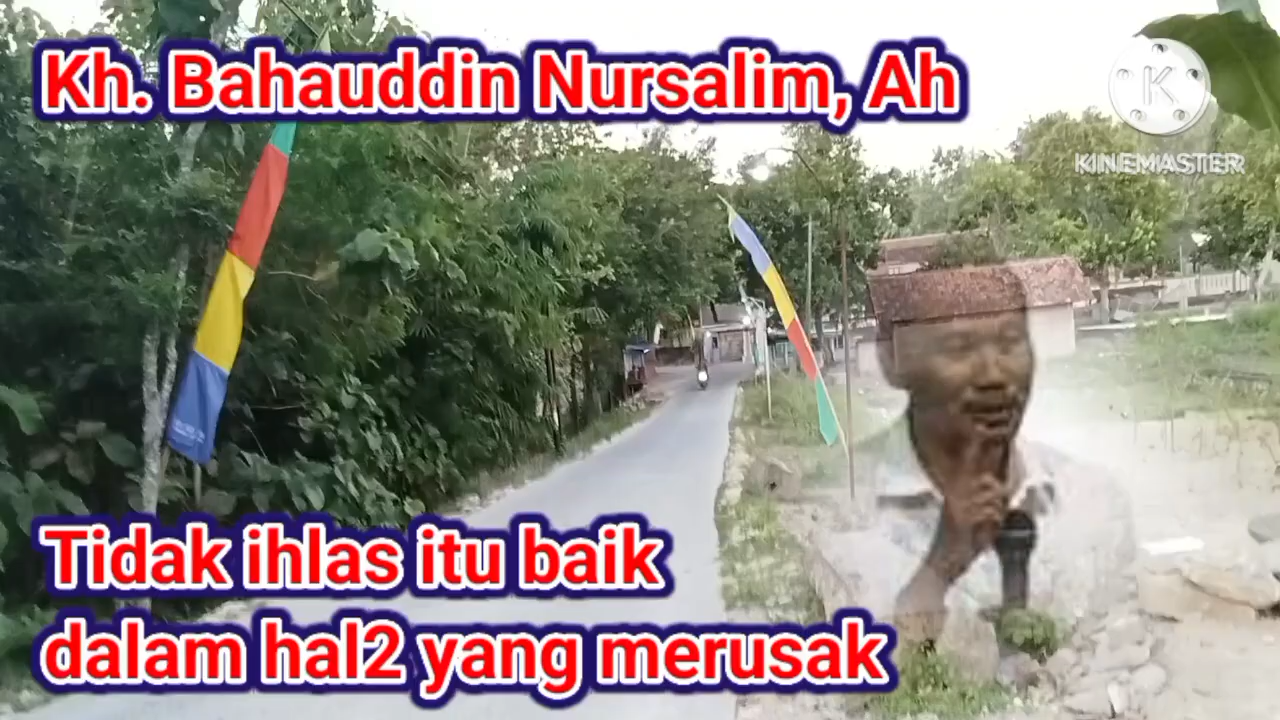 Kh. Bahauddin Nursalim, Ah
K
KINEMASTER
Tidak ihlas itu baik
dalam hal2 yang merusak